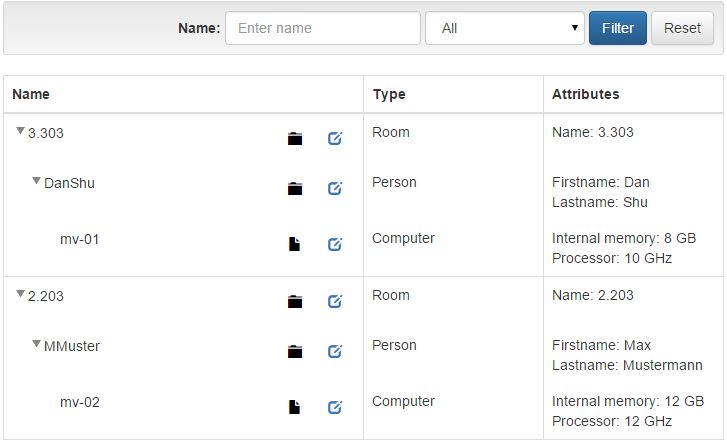 Name: Enter name All Filter Reset
Name Type Attributes
3.303 Room Name: 3.303
DanShu Person Firstname: Dan
Lastname: Shu
mv-01 Computer Internal memory: 8 GB
Processor: 10 GHz
2.203 Room Name: 2.203
MMuster Person Firstname: Max
Lastname: Mustermann
mv-02 Computer Internal memory: 12 GB
Processor: 12 GHz